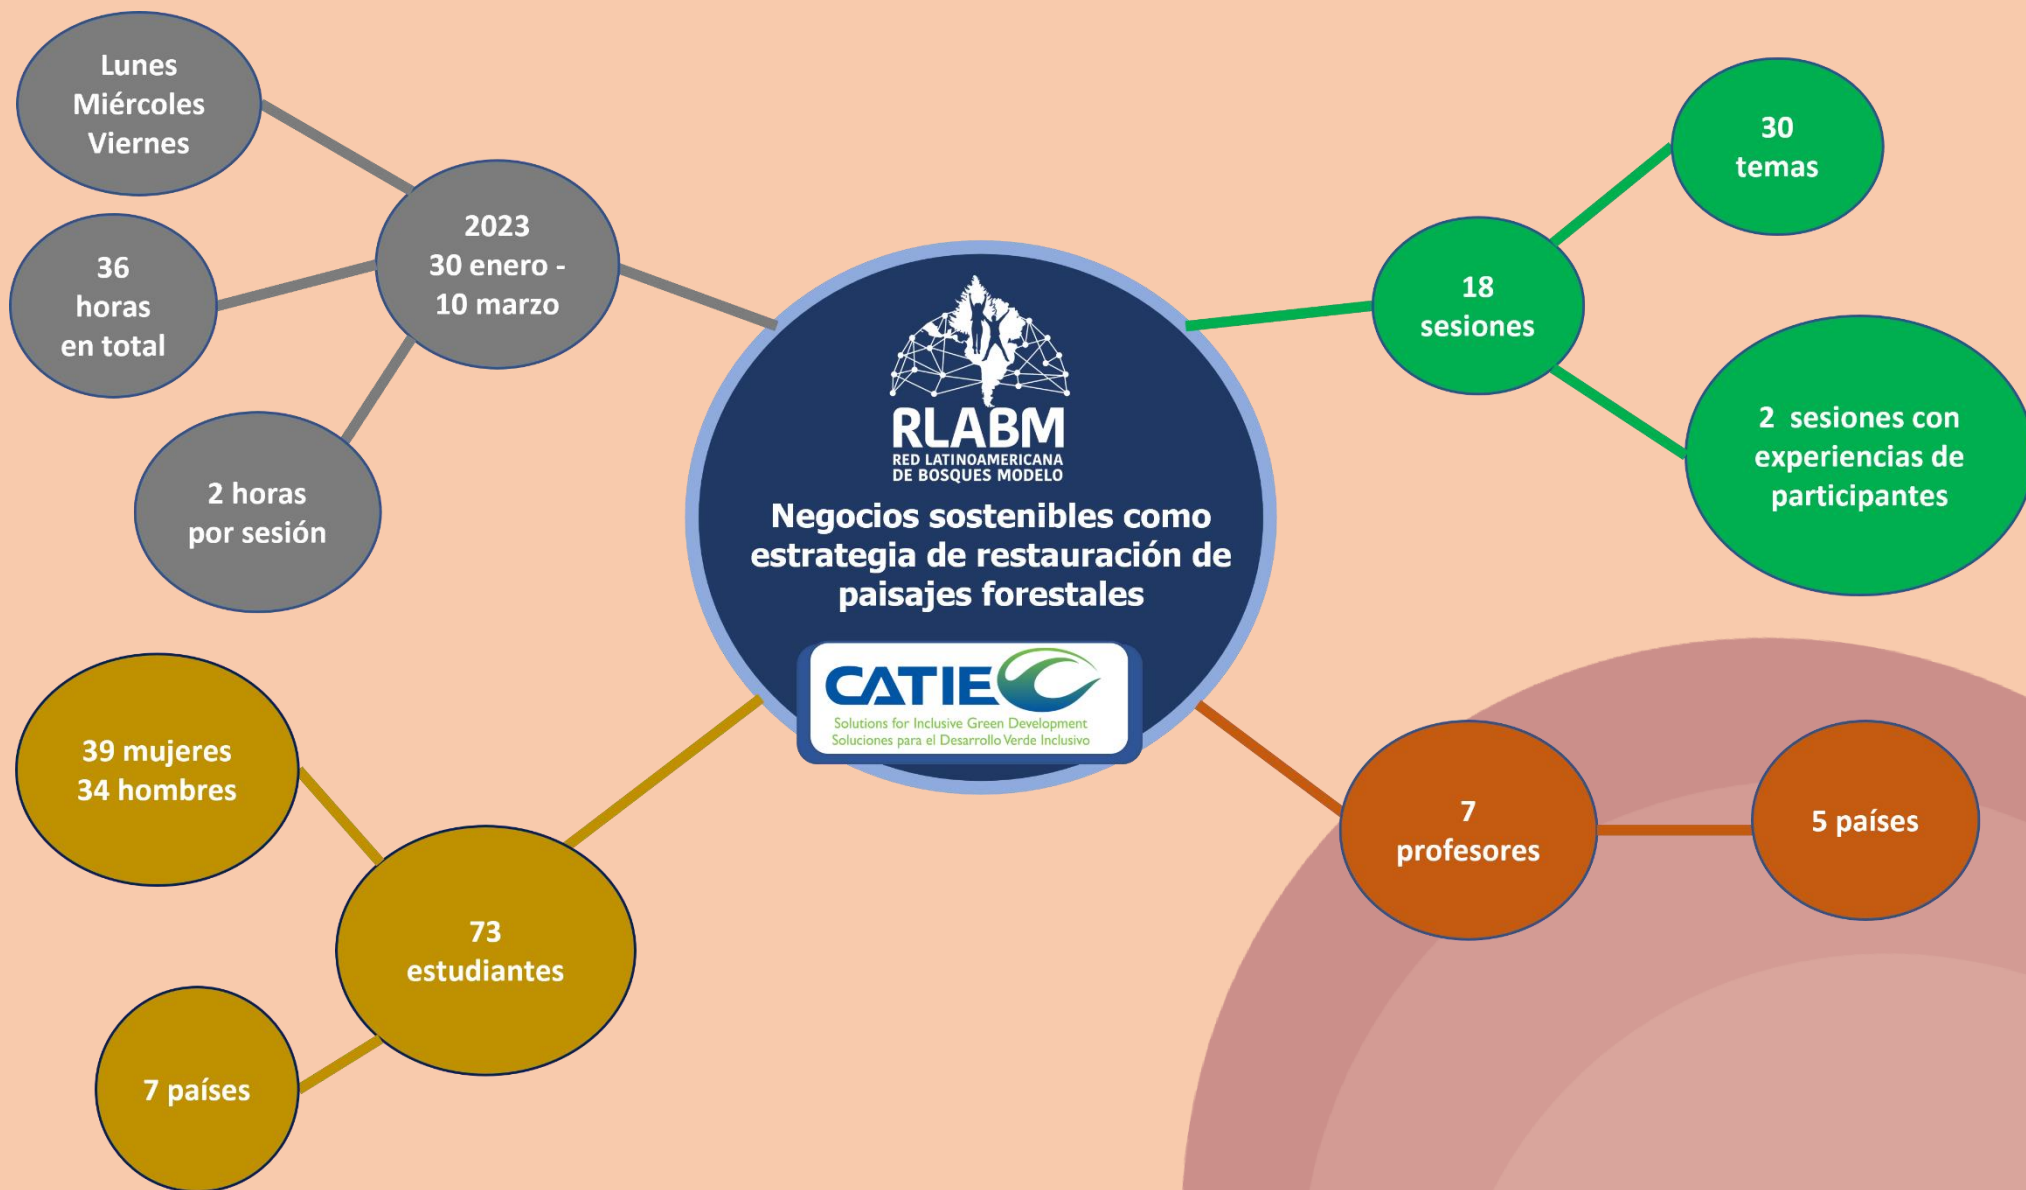 Lunes
Miércoles
Viernes
36
horas
en total
2 horas
por sesión
2023
30 enero -
10 marzo
RLABM
RED LATINOAMERICANA
DE BOSQUES MODELO
Negocios sostenibles como
estrategia de restauración de
paisajes forestales
CATIE
Solutions for Inclusive Green Development
Soluciones para el Desarrollo Verde Inclusivo
18
sesiones
30
temas
2 sesiones con
experiencias de
participantes
39 mujeres
34 hombres
73
estudiantes
7 países
7
profesores
5 países